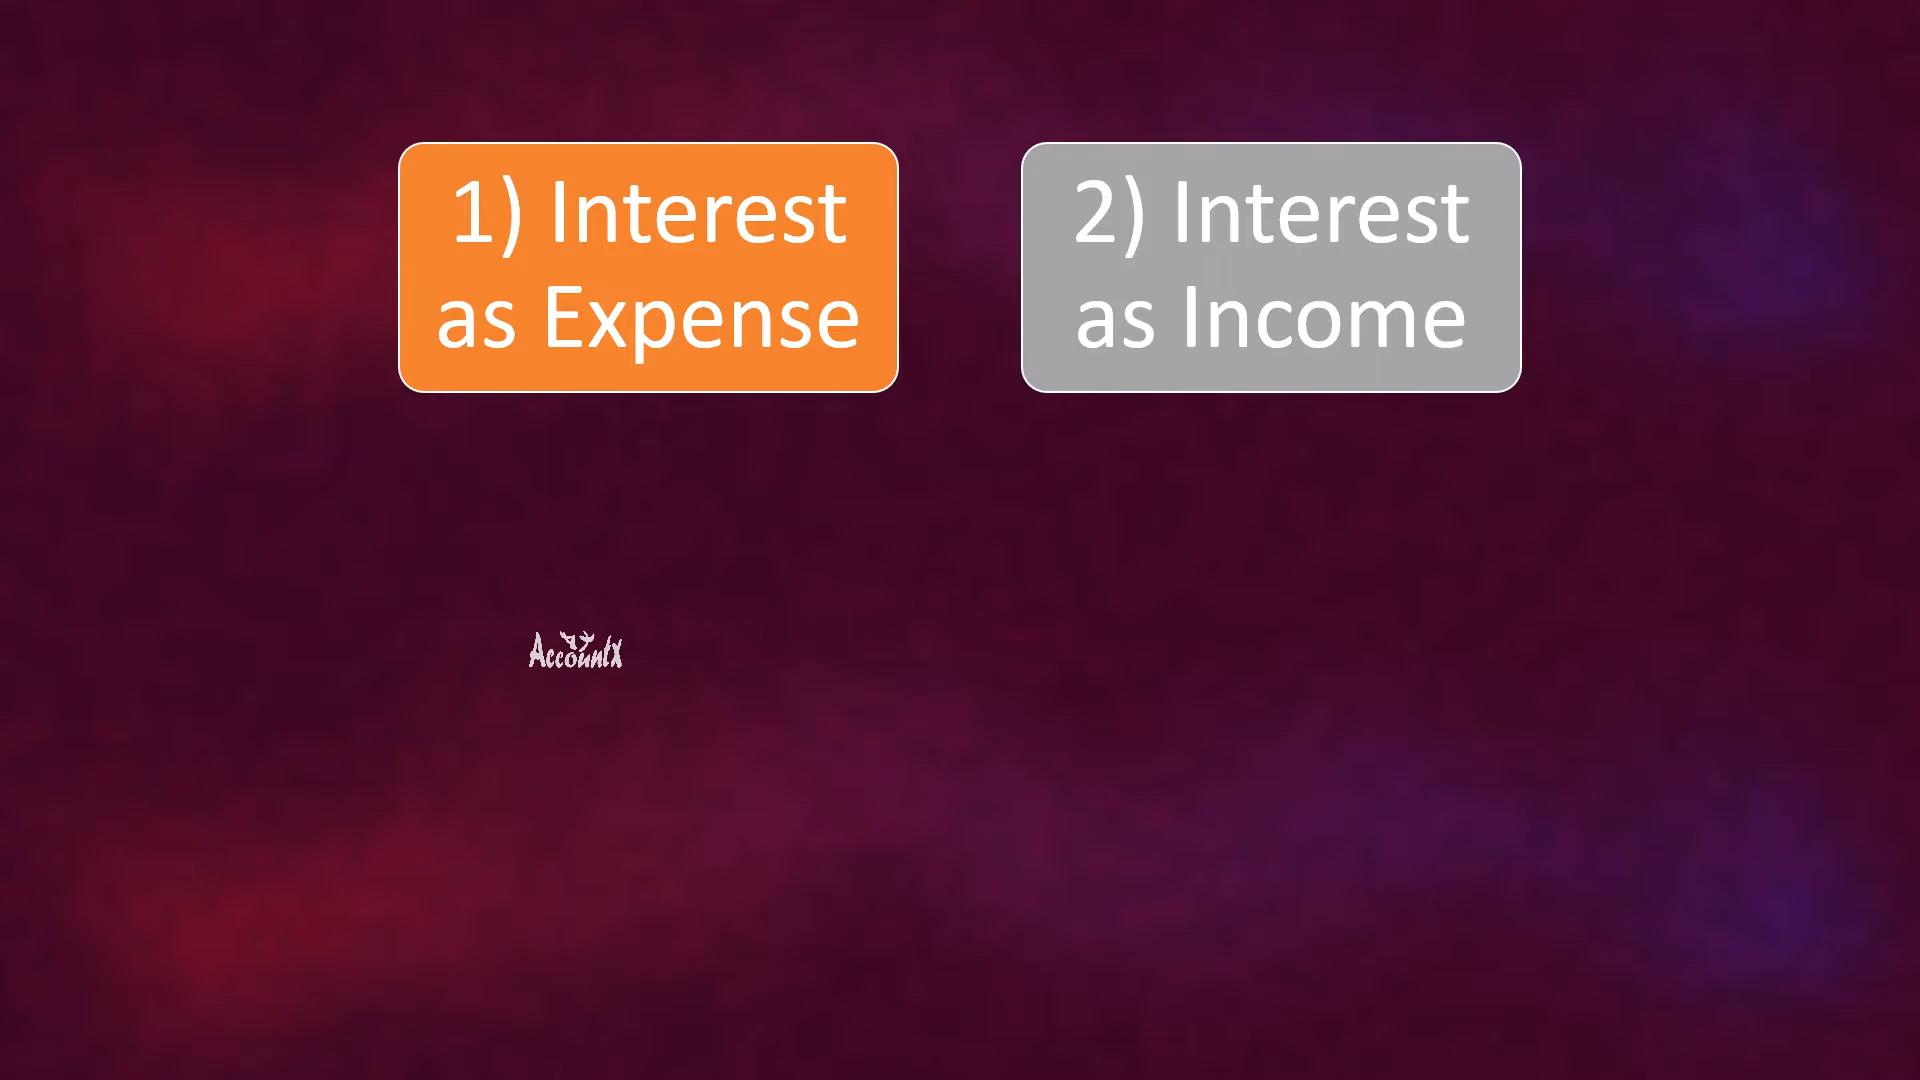 1) Interest
as Expense
2) Interest
as Income
Accountx